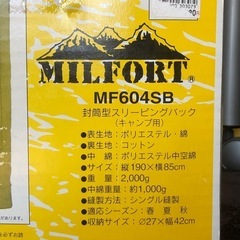 MILFORT®
MF604SB
封筒型スリーピングバック
（キャンプ用）
●表生地：ポリエステル・綿
●裏生地：コットン
●中　綿：ポリエステル中空綿
●サイズ：縦190×横85cm
●重　量：2,000g
●中綿重量：約1,000g
●縫製方法：シングル縫製
●適応シーズン：春 夏 秋
●収納サイズ：∅27×幅42cm